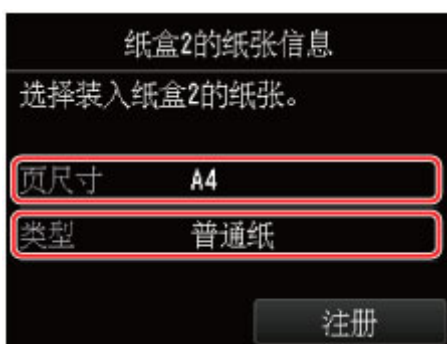 纸盒2的纸张信息
选择装入纸盒2的纸张。
页尺寸 A4
类型 普通纸
注册